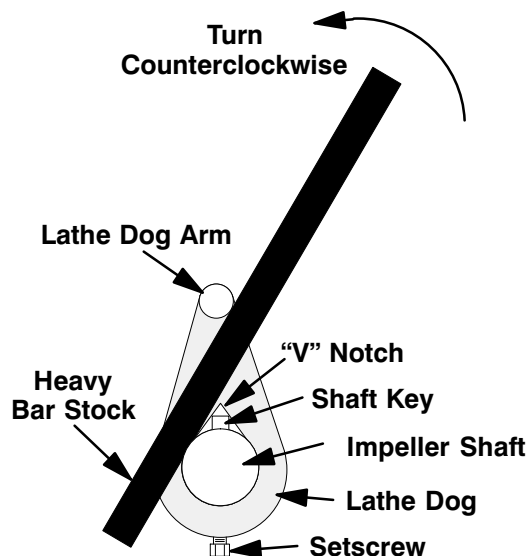 Turn
Counterclockwise
Lathe Dog Arm
“V” Notch
Heavy
Bar Stock
Shaft Key
Impeller Shaft
Lathe Dog
Setscrew